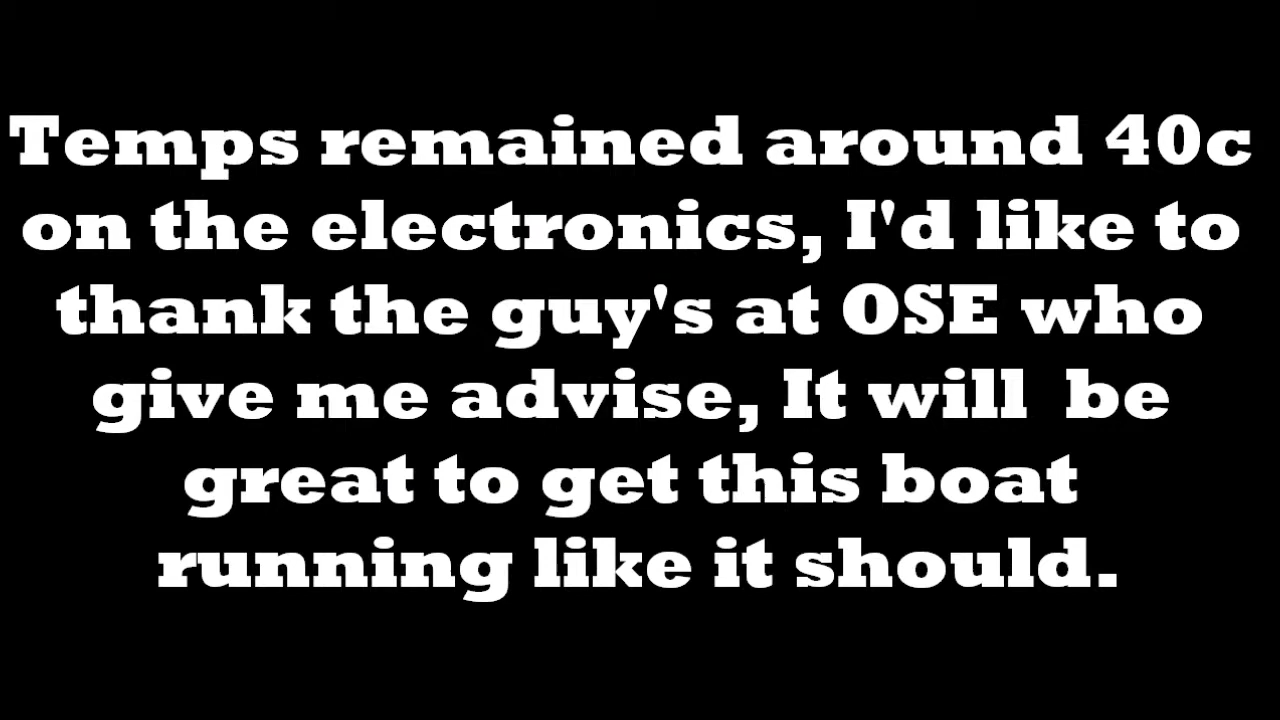 Temps remained around 40c
on the electronics, I'd like to
thank the guy's at OSE who
give me advise, It will be
great to get this boat
running like it should.